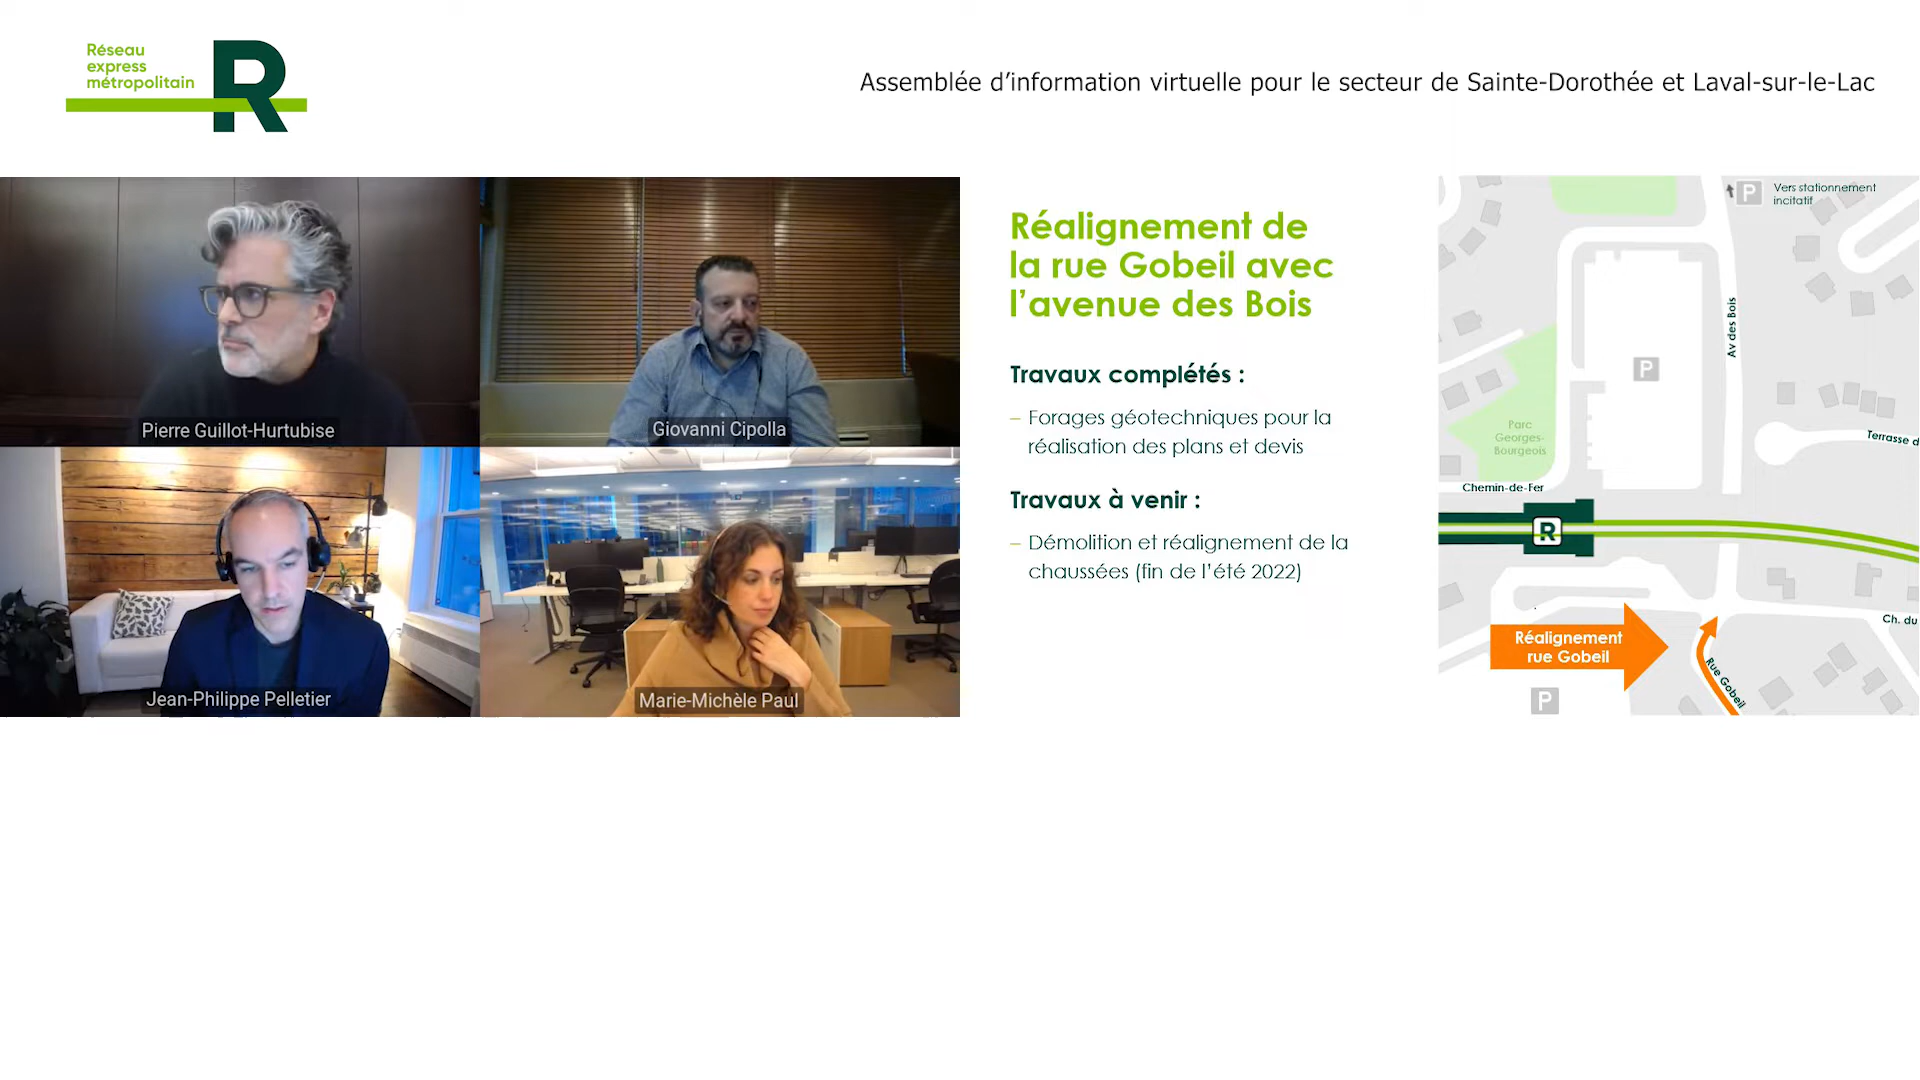 Réseau
express
métropolitain
R
Assemblée d'information virtuelle pour le secteur de Sainte-Dorothée et Laval-sur-le-Lac
Pierre Guillot-Hurtubise
Giovanni Cipolla
Jean-Philippe Pelletier
Marie-Michèle Paul
Réalignement de
la rue Gobeil avec
l'avenue des Bois
Travaux complétés :
– Forages géotechniques pour la
réalisation des plans et devis
Travaux à venir :
– Démolition et réalignement de la
chaussées (fin de l'été 2022)
P
Vers stationnement
incitatif
Av des Bois
P
Parc
Georges-
Bourgeois
Terrasse d
Chemin-de-Fer
R
Ch. du
Réalignement
rue Gobeil
Rue Gobeil
P